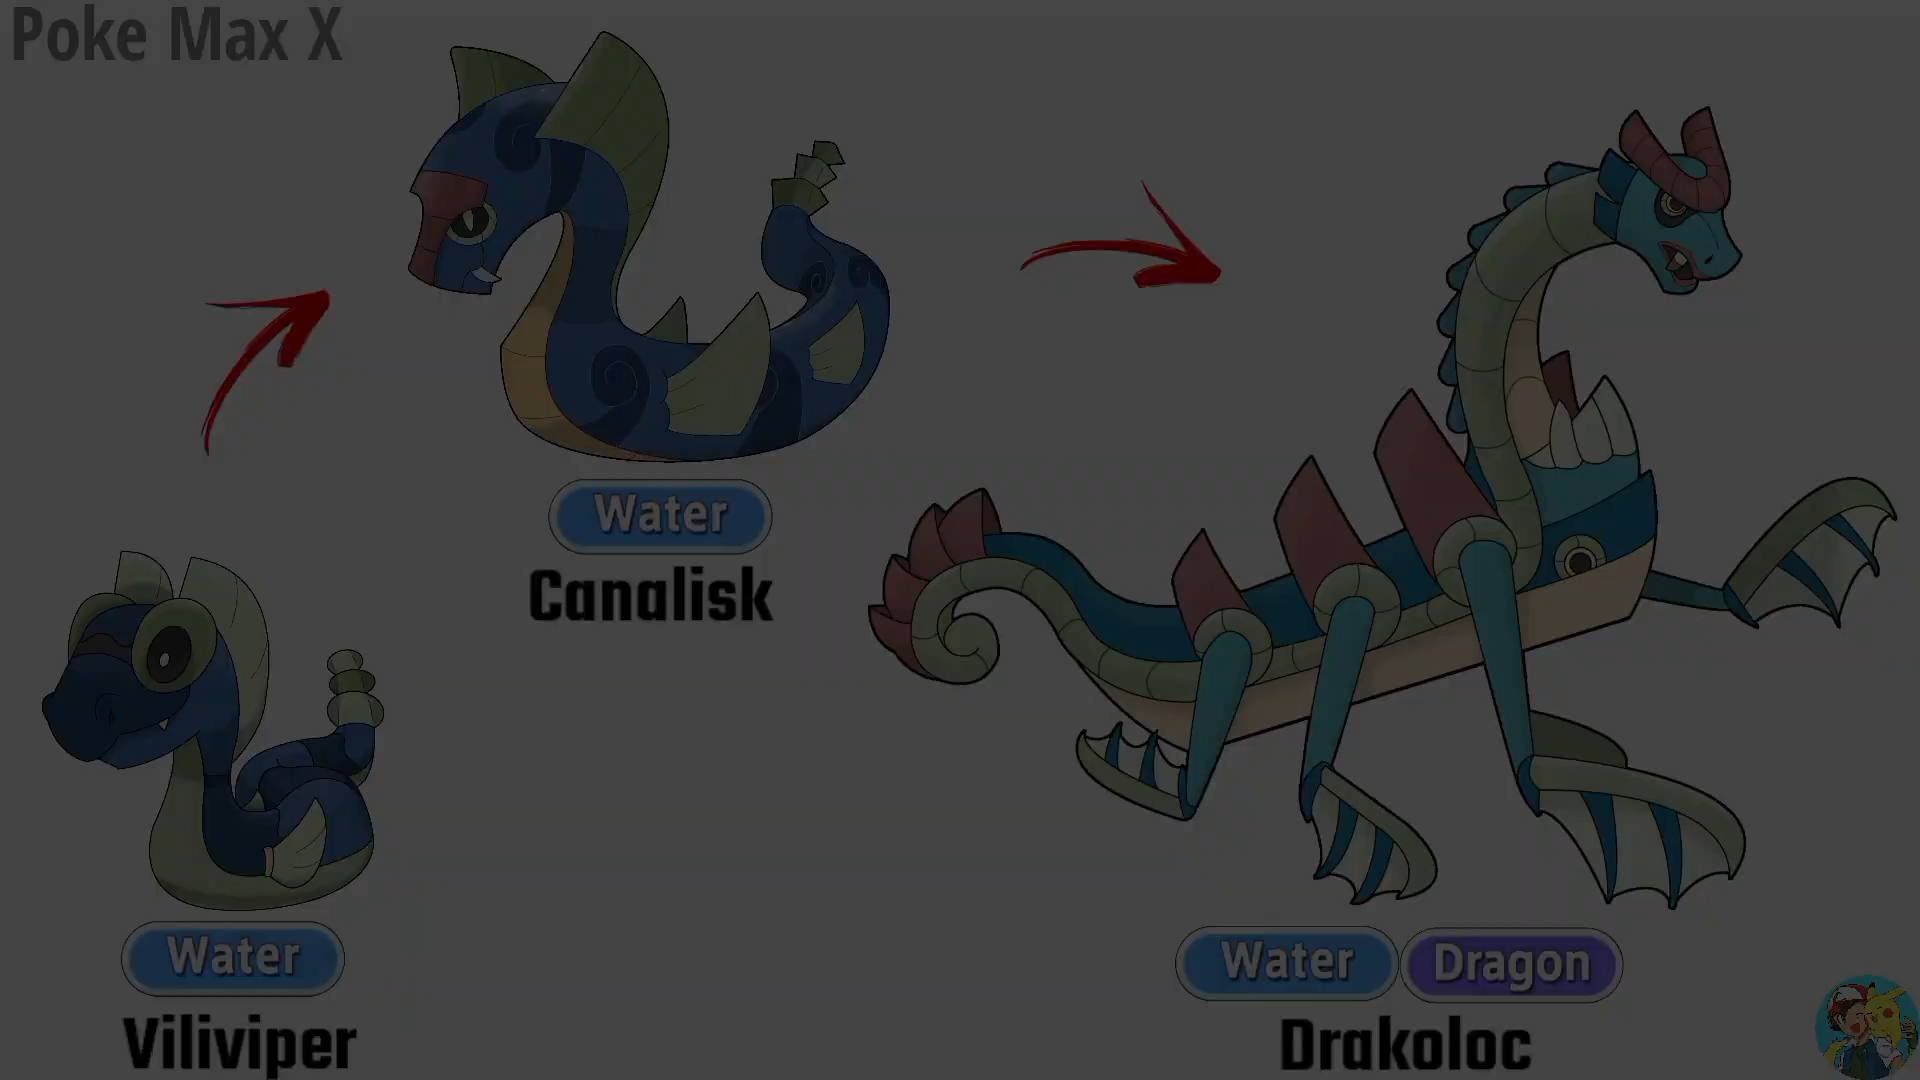 Poke Max X
Water
Canalisk
Water
Viliviper
Water Dragon
Drakoloc